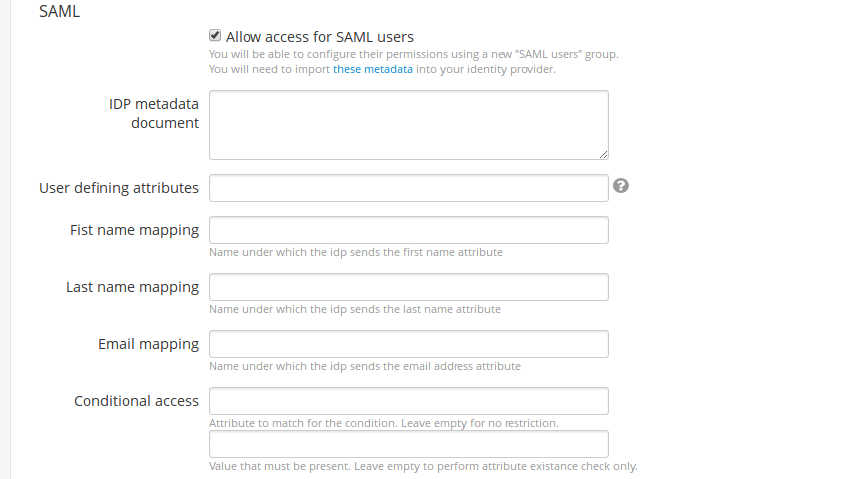 SAML
Allow access for SAML users
You will be able to configure their permissions using a new "SAML users" group.
You will need to import these metadata into your identity provider.
IDP metadata
document
User defining attributes
?
Fist name mapping
Name under which the idp sends the first name attribute
Last name mapping
Name under which the idp sends the last name attribute
Email mapping
Name under which the idp sends the email address attribute
Conditional access
Attribute to match for the condition. Leave empty for no restriction.
Value that must be present. Leave empty to perform attribute existance check only.